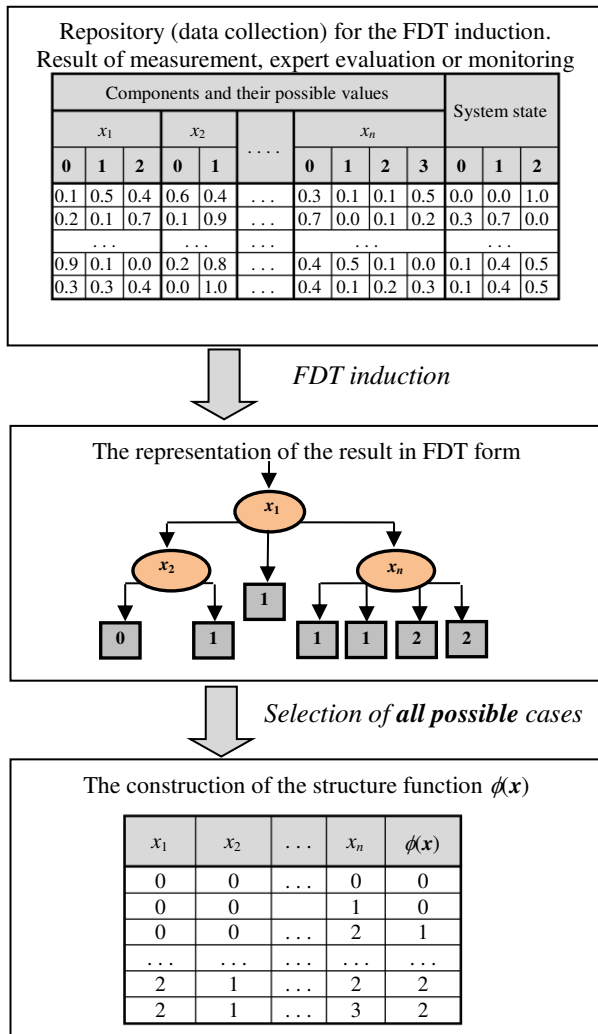 Repository (data collection) for the FDT induction.
Result of measurement, expert evaluation or monitoring
Components and their possible values System state
x₁ x₂ . . . . xₙ
0 1 2 0 1 0 1 2 3 0 1 2
0.1 0.5 0.4 0.6 0.4 . . . 0.3 0.1 0.1 0.5 0.0 0.0 1.0
0.2 0.1 0.7 0.1 0.9 . . . 0.7 0.0 0.1 0.2 0.3 0.7 0.0
. . . . . . . . . . . . . . .
0.9 0.1 0.0 0.2 0.8 . . . 0.4 0.5 0.1 0.0 0.1 0.4 0.5
0.3 0.3 0.4 0.0 1.0 . . . 0.4 0.1 0.2 0.3 0.1 0.4 0.5
FDT induction
The representation of the result in FDT form
x₁
x₂ xₙ
1
0 1 1 1 2 2
Selection of all possible cases
The construction of the structure function ϕ(x)
x₁ x₂ . . . xₙ ϕ(x)
0 0 . . . 0 0
0 0 1 0
0 0 . . . 2 1
. . . . . . . . . . . . . . .
2 1 . . . 2 2
2 1 . . . 3 2